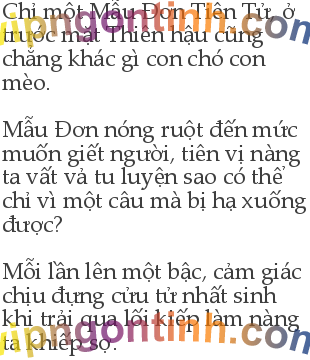 Chỉ một Mẫu Đơn Tiên Tử, ở
trước mặt Thiên hậu cũng
chẳng khác gì con chó con
mèo.
Mẫu Đơn nóng ruột đến mức
muốn giết người, tiên vị nàng
ta vất vả tu luyện sao có thể
chỉ vì một câu mà bị hạ xuống
được?
Mỗi lần lên một bậc, cảm giác
chịu đựng cửu tử nhất sinh
khi trải qua lối kiếp làm nàng
ta khiếp sợ.
vipngontinh.com
vipngontinh.com